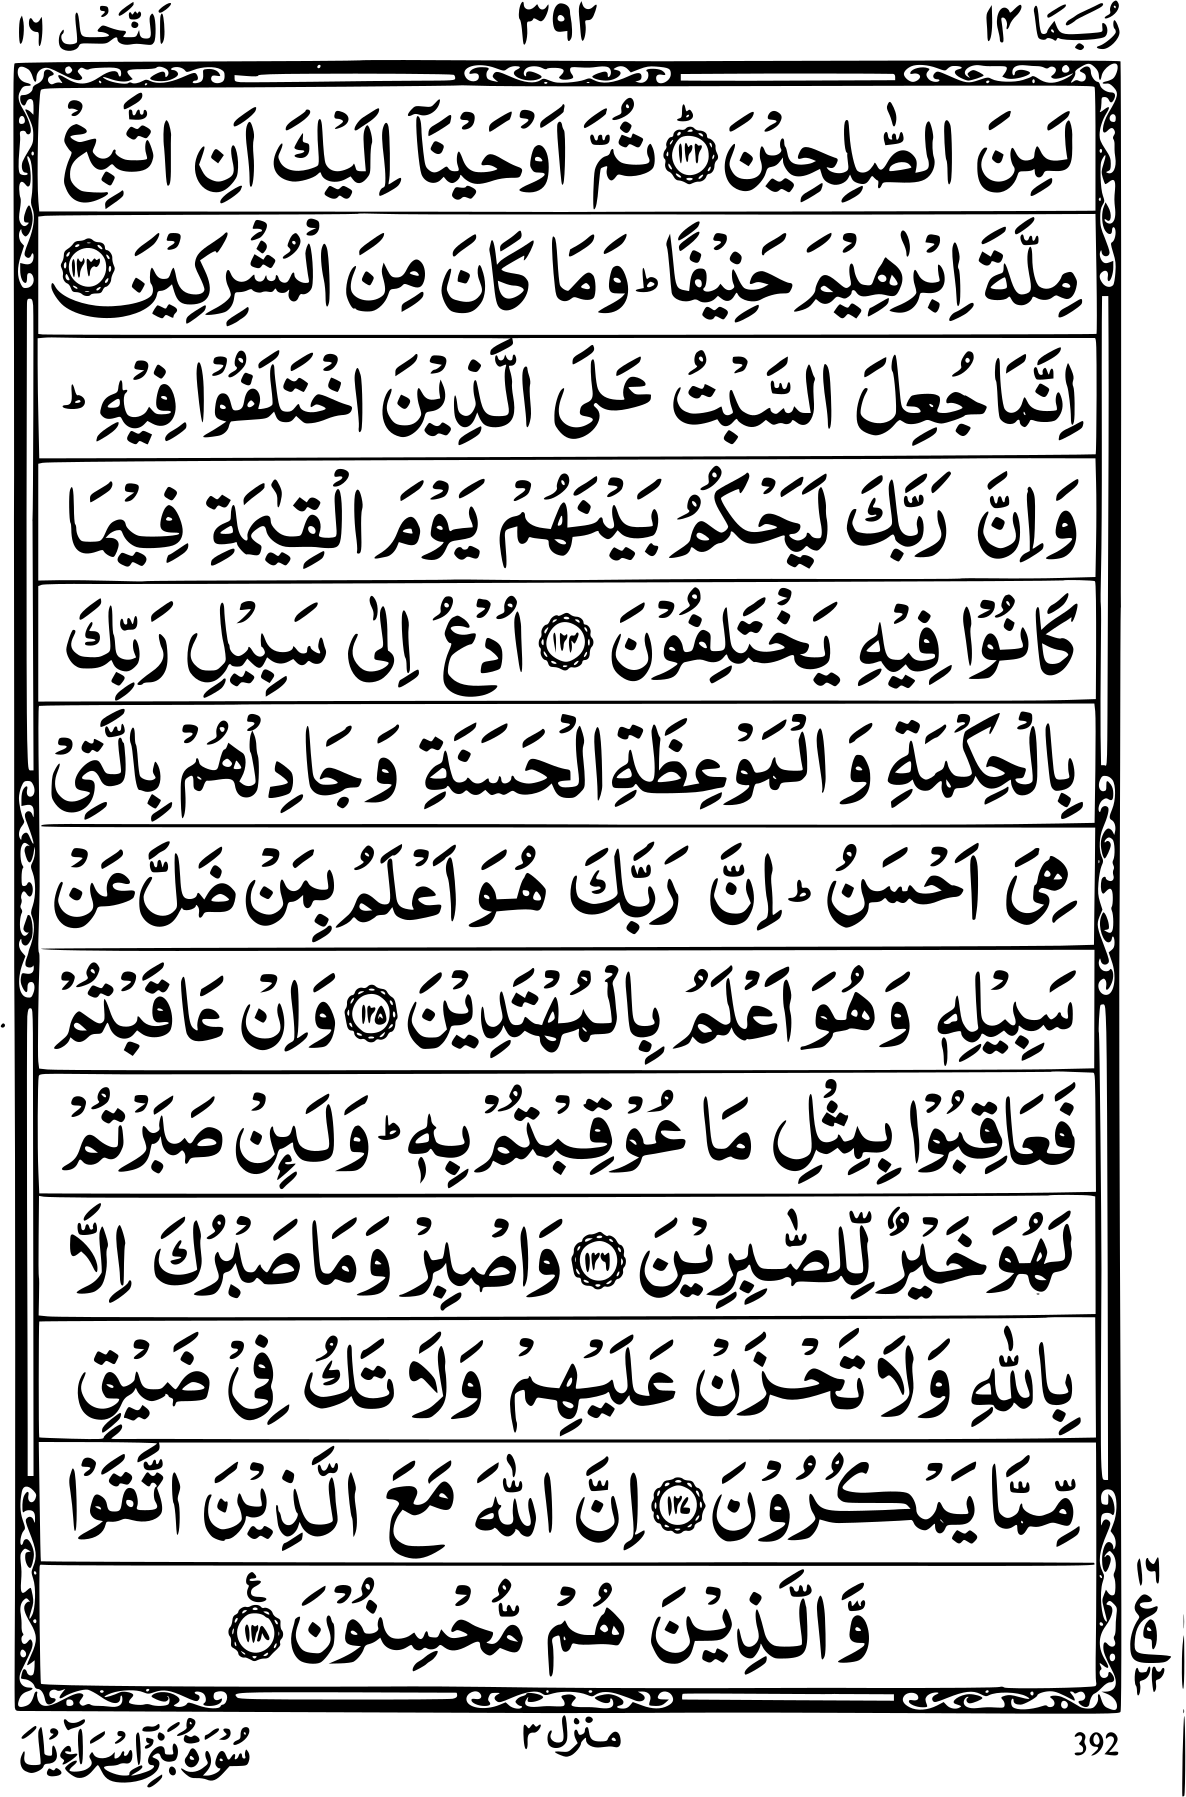 رُبَمَا ۱۴ ۳۹۲ اَلنَّحْل ۱۶
لَمِنَ الصّٰلِحِيْنَ ؕ﴿۱۲۲﴾ ثُمَّ اَوْحَيْنَاۤ اِلَيْكَ اَنِ اتَّبِعْ
مِلَّةَ اِبْرٰهِيْمَ حَنِيْفًا ؕ وَمَا كَانَ مِنَ الْمُشْرِكِيْنَ ﴿۱۲۳﴾
اِنَّمَا جُعِلَ السَّبْتُ عَلَى الَّذِيْنَ اخْتَلَفُوْا فِيْهِ ؕ
وَاِنَّ رَبَّكَ لَيَحْكُمُ بَيْنَهُمْ يَوْمَ الْقِيٰمَةِ فِيْمَا
كَانُوْا فِيْهِ يَخْتَلِفُوْنَ ﴿۱۲۴﴾ اُدْعُ اِلٰى سَبِيْلِ رَبِّكَ
بِالْحِكْمَةِ وَ الْمَوْعِظَةِ الْحَسَنَةِ وَ جَادِلْهُمْ بِالَّتِىْ
هِىَ اَحْسَنُ ؕ اِنَّ رَبَّكَ هُوَ اَعْلَمُ بِمَنْ ضَلَّ عَنْ
سَبِيْلِهٖ وَ هُوَ اَعْلَمُ بِالْمُهْتَدِيْنَ ﴿۱۲۵﴾ وَاِنْ عَاقَبْتُمْ
فَعَاقِبُوْا بِمِثْلِ مَا عُوْقِبْتُمْ بِهٖ ؕ وَلَٮِٕنْ صَبَرْتُمْ
لَهُوَ خَيْرٌ لِّلصّٰبِرِيْنَ ﴿۱۲۶﴾ وَاصْبِرْ وَمَا صَبْرُكَ اِلَّا
بِاللّٰهِ وَلَا تَحْزَنْ عَلَيْهِمْ وَلَا تَكُ فِىْ ضَيْقٍ
مِّمَّا يَمْكُرُوْنَ ﴿۱۲۷﴾ اِنَّ اللّٰهَ مَعَ الَّذِيْنَ اتَّقَوْا
وَّ الَّذِيْنَ هُمْ مُّحْسِنُوْنَ ﴿۱۲۸﴾ ع
۱۶
ع ۹
۲۲
392 منزل ۳ سُوْرَةُ بَنِىْۤ اِسْرَآءِيْل